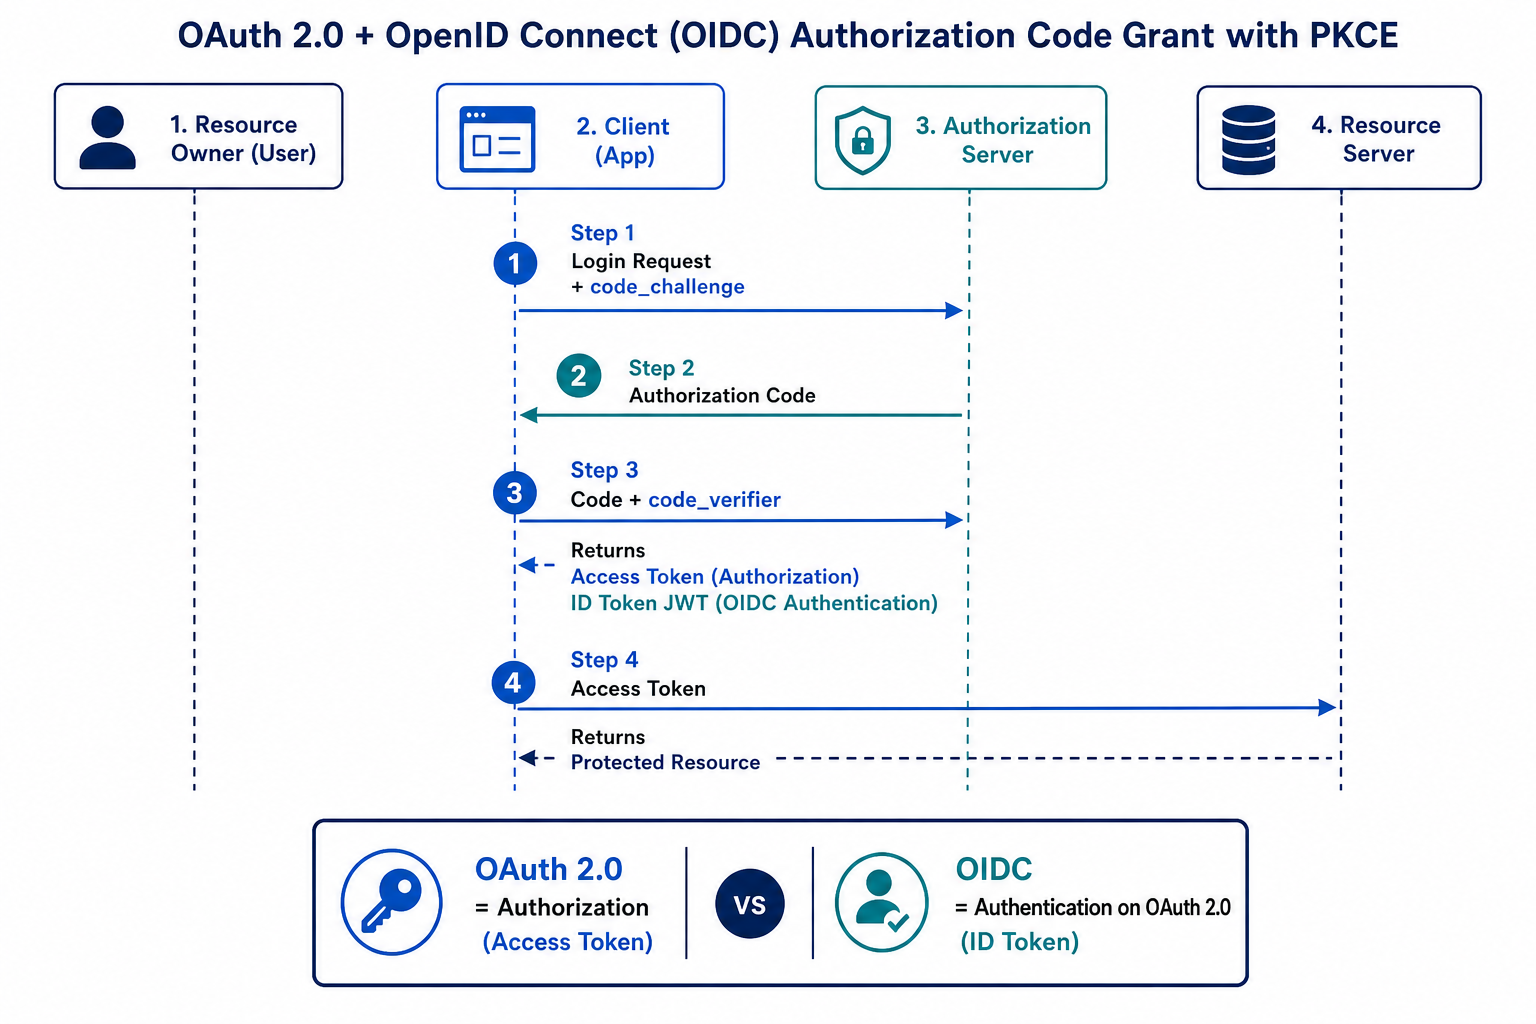 OAuth 2.0 + OpenID Connect (OIDC) Authorization Code Grant with PKCE
1. Resource
Owner (User)
2. Client
(App)
3. Authorization
Server
4. Resource
Server
1
Step 1
Login Request
+ code_challenge
2
Step 2
Authorization Code
3
Step 3
Code + code_verifier
Returns
Access Token (Authorization)
ID Token JWT (OIDC Authentication)
4
Step 4
Access Token
Returns
Protected Resource
OAuth 2.0
= Authorization
(Access Token)
VS
OIDC
= Authentication on OAuth 2.0
(ID Token)